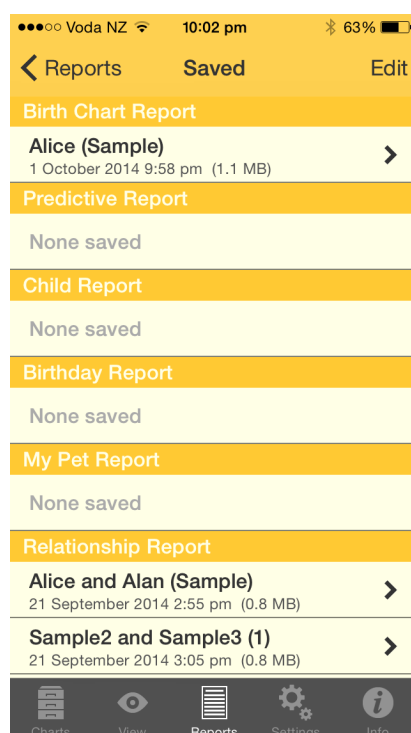 Voda NZ 10:02 pm 63%
Reports Saved Edit
Birth Chart Report
Alice (Sample)
1 October 2014 9:58 pm (1.1 MB)
Predictive Report
None saved
Child Report
None saved
Birthday Report
None saved
My Pet Report
None saved
Relationship Report
Alice and Alan (Sample)
21 September 2014 2:55 pm (0.8 MB)
Sample2 and Sample3 (1)
21 September 2014 3:05 pm (0.8 MB)
Charts View Reports Settings Info